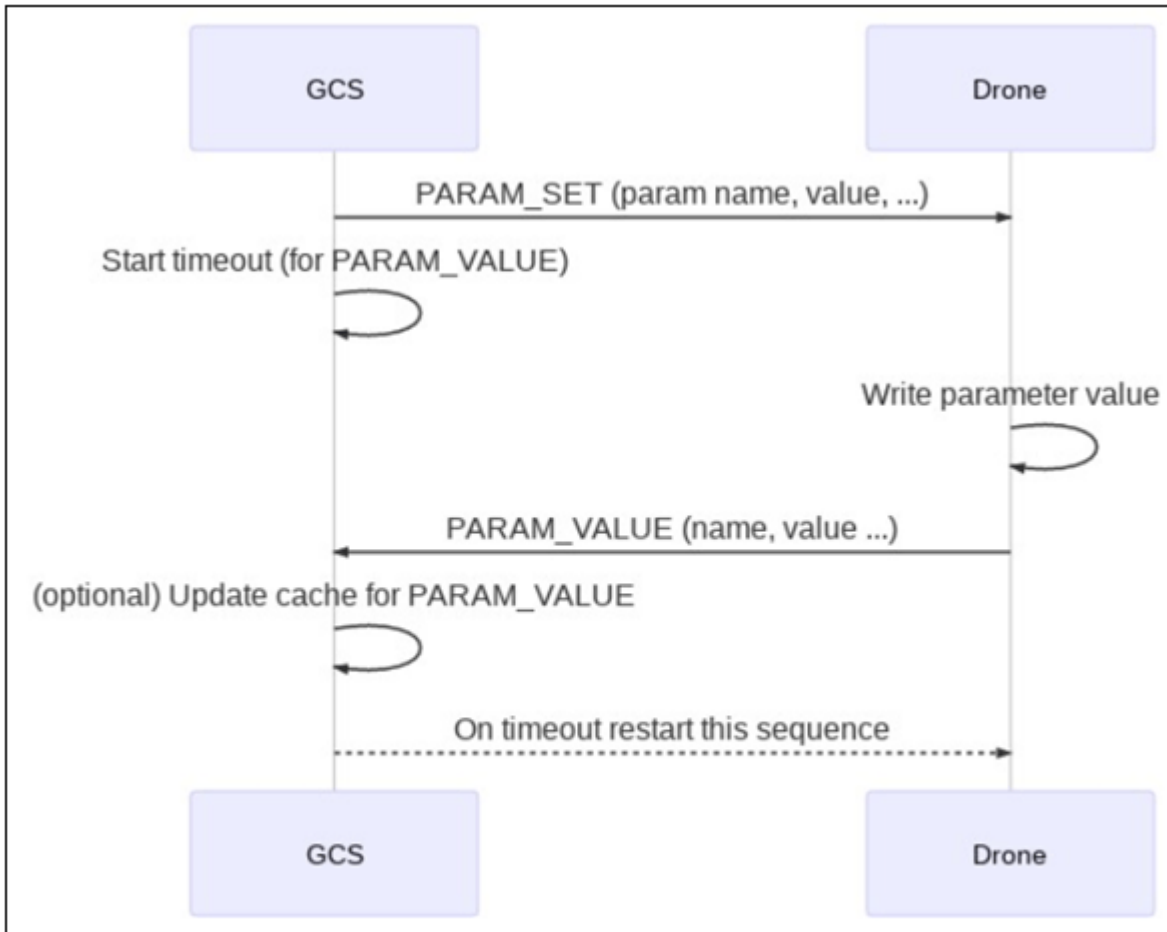 GCS
Drone
PARAM_SET (param name, value, ...)
Start timeout (for PARAM_VALUE)
Write parameter value
PARAM_VALUE (name, value ...)
(optional) Update cache for PARAM_VALUE
On timeout restart this sequence
GCS
Drone